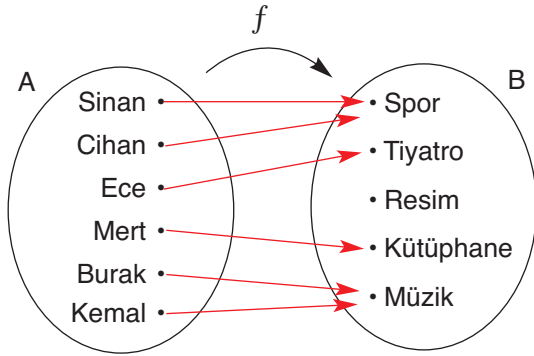 f
A
B
Sinan
Cihan
Ece
Mert
Burak
Kemal
Spor
Tiyatro
Resim
Kütüphane
Müzik